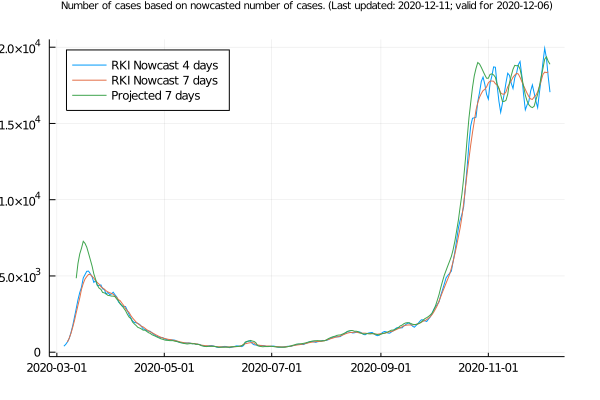 Number of cases based on nowcasted number of cases. (Last updated: 2020-12-11; valid for 2020-12-06)
2.0×10⁴
RKI Nowcast 4 days
RKI Nowcast 7 days
Projected 7 days
1.5×10⁴
1.0×10⁴
5.0×10³
0
2020-03-01 2020-05-01 2020-07-01 2020-09-01 2020-11-01